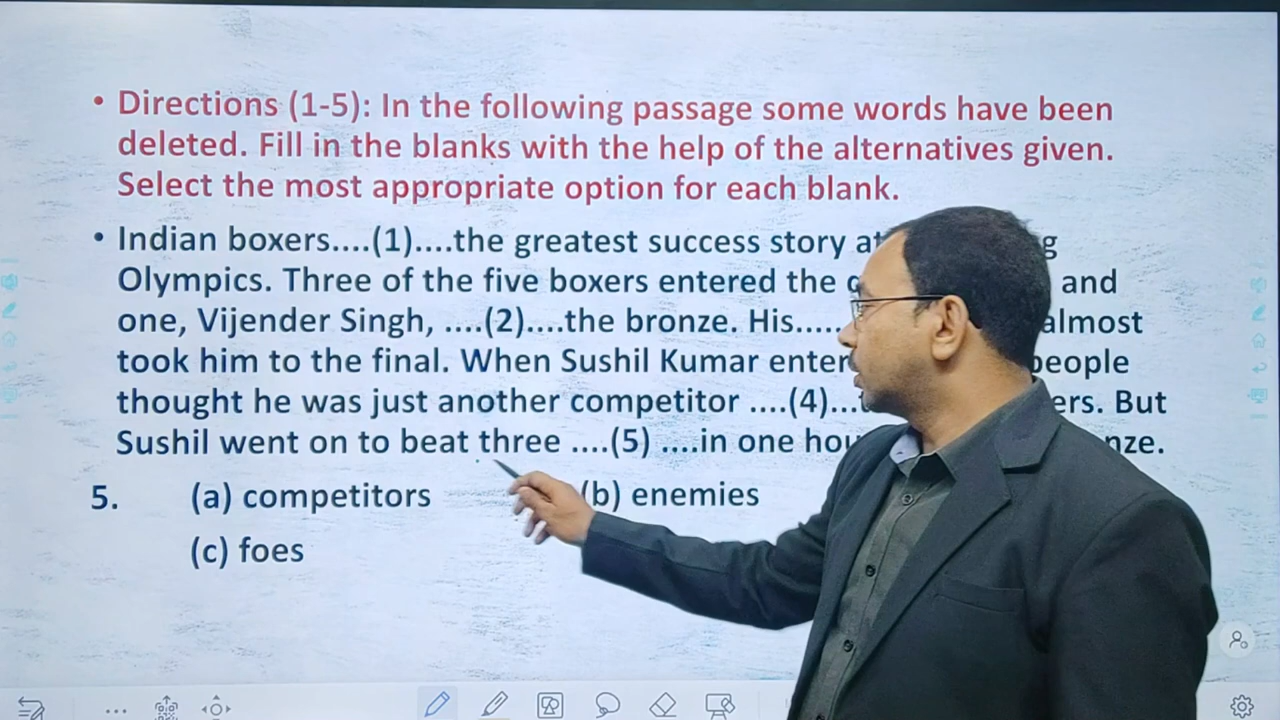 • Directions (1-5): In the following passage some words have been
deleted. Fill in the blanks with the help of the alternatives given.
Select the most appropriate option for each blank.
• Indian boxers....(1)....the greatest success story
Olympics. Three of the five boxers entered the and
one, Vijender Singh, ....(2)....the bronze. His...... almost
took him to the final. When Sushil Kumar people
thought he was just another competitor ....(4)... But
Sushil went on to beat three ....(5) ....in one
5. (a) competitors (b) enemies
(c) foes